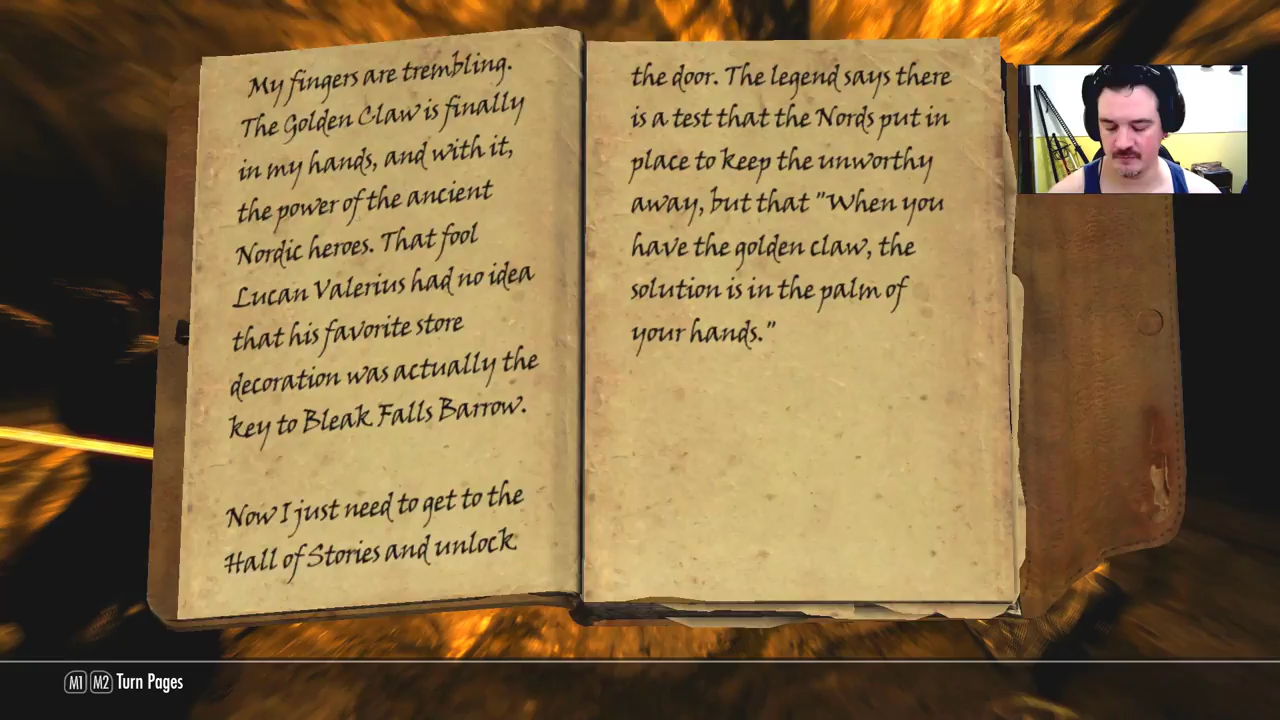 My fingers are trembling.
The Golden Claw is finally
in my hands, and with it,
the power of the ancient
Nordic heroes. That fool
Lucan Valerius had no idea
that his favorite store
decoration was actually the
key to Bleak Falls Barrow.
Now I just need to get to the
Hall of Stories and unlock
the door. The legend says there
is a test that the Nords put in
place to keep the unworthy
away, but that "When you
have the golden claw, the
solution is in the palm of
your hands."
M1 M2 Turn Pages